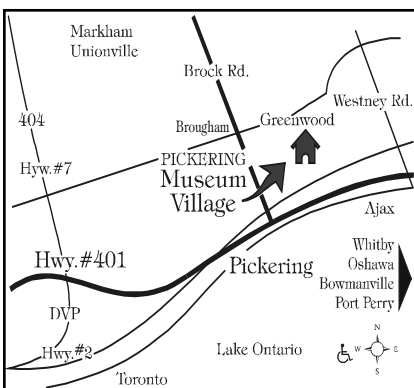 Markham
Unionville
Brock Rd.
Westney Rd.
404
Greenwood
Brougham
Hyw.#7
PICKERING
Museum
Village
Ajax
Hwy.#401
Pickering
Whitby
Oshawa
Bowmanville
Port Perry
DVP
Hwy.#2
Lake Ontario
Toronto
N
W
E
S